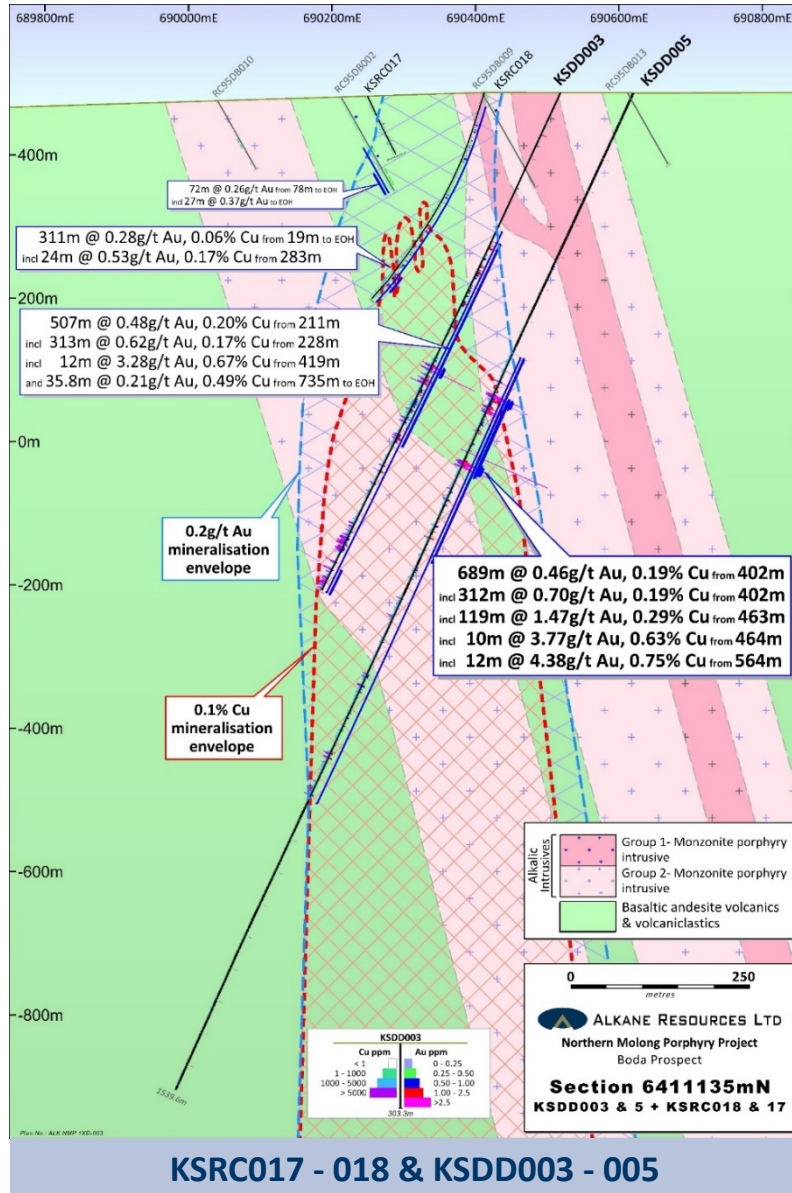 689800mE 690000mE 690200mE 690400mE 690600mE 690800mE
RC95DB010
RC95DB002
KSRC017
RC95DB009
KSRC018
KSDD003
RC95DB013
KSDD005
400m
200m
0m
-200m
-400m
-600m
-800m
72m @ 0.26g/t Au from 78m to EOH
incl 27m @ 0.37g/t Au to EOH
311m @ 0.28g/t Au, 0.06% Cu from 19m to EOH
incl 24m @ 0.53g/t Au, 0.17% Cu from 283m
507m @ 0.48g/t Au, 0.20% Cu from 211m
incl 313m @ 0.62g/t Au, 0.17% Cu from 228m
incl 12m @ 3.28g/t Au, 0.67% Cu from 419m
and 35.8m @ 0.21g/t Au, 0.49% Cu from 735m to EOH
0.2g/t Au
mineralisation
envelope
689m @ 0.46g/t Au, 0.19% Cu from 402m
incl 312m @ 0.70g/t Au, 0.19% Cu from 402m
incl 119m @ 1.47g/t Au, 0.29% Cu from 463m
incl 10m @ 3.77g/t Au, 0.63% Cu from 464m
incl 12m @ 4.38g/t Au, 0.75% Cu from 564m
0.1% Cu
mineralisation
envelope
Alkalic
Intrusives
Group 1- Monzonite porphyry
intrusive
Group 2- Monzonite porphyry
intrusive
Basaltic andesite volcanics
& volcaniclastics
0 250
metres
ALKANE RESOURCES LTD
Northern Molong Porphyry Project
Boda Prospect
Section 6411135mN
KSDD003 & 5 + KSRC018 & 17
KSDD003
Cu ppm Au ppm
< 1 0 - 0.25
1 - 1000 0.25 - 0.50
1000 - 5000 0.50 - 1.00
> 5000 1.00 - 2.5
>2.5
303.3m
1539.6m
Plan No.: ALK NMP 1XD-003
KSRC017 - 018 & KSDD003 - 005